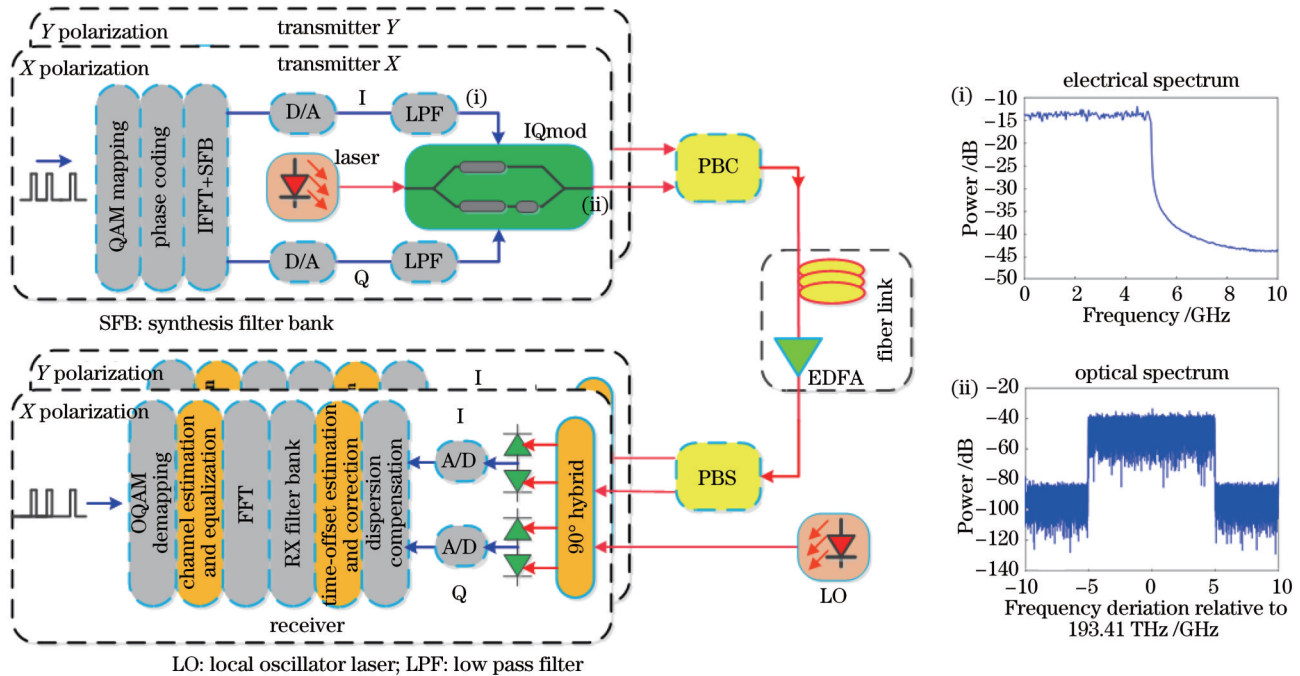 Y polarization
transmitter Y
X polarization
transmitter X
QAM mapping
phase coding
IFFT+SFB
D/A
I
LPF
(i)
laser
IQmod
(ii)
D/A
Q
LPF
SFB: synthesis filter bank
PBC
fiber link
EDFA
PBS
LO
Y polarization
I
X polarization
I
OQAM
demapping
channel estimation
and equalization
FFT
RX filter bank
time-offset estimation
and correction
dispersion
compensation
A/D
A/D
Q
90° hybrid
receiver
LO: local oscillator laser; LPF: low pass filter
(i)
electrical spectrum
Power /dB
-10
-15
-20
-25
-30
-35
-40
-45
-50
0 2 4 6 8 10
Frequency /GHz
(ii)
optical spectrum
Power /dB
-20
-40
-60
-80
-100
-120
-140
-10 -5 0 5 10
Frequency deriation relative to
193.41 THz /GHz